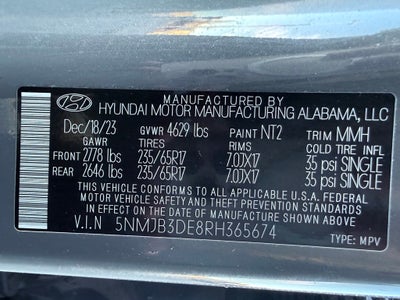 MANUFACTURED BY
HYUNDAI MOTOR MANUFACTURING ALABAMA, LLC
Dec/18/23 GVWR 4629 lbs PAINT NT2 TRIM MMH
GAWR TIRES RIMS COLD TIRE INFL
FRONT 2778 lbs 235/65R17 7.0JX17 35 psi SINGLE
REAR 2646 lbs 235/65R17 7.0JX17 35 psi SINGLE
THIS VEHICLE CONFORMS TO ALL APPLICABLE U.S.A. FEDERAL
MOTOR VEHICLE SAFETY AND THEFT PREVENTION STANDARDS
IN EFFECT ON THE DATE OF MANUFACTURE SHOWN ABOVE.
V.I.N 5NMJB3DE8RH365674 TYPE: MPV